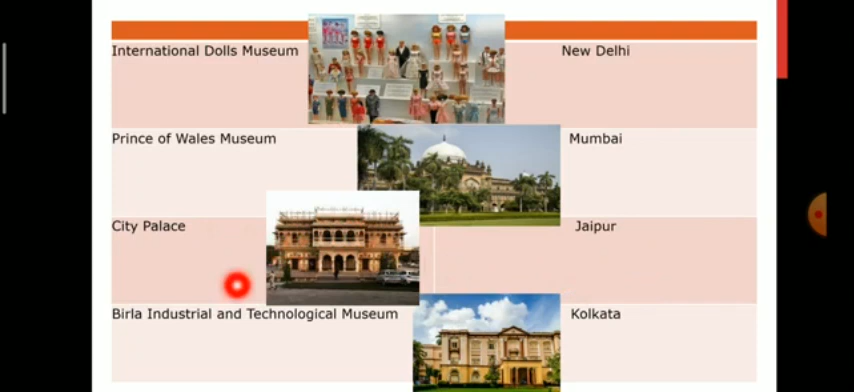 International Dolls Museum New Delhi
Prince of Wales Museum Mumbai
City Palace Jaipur
Birla Industrial and Technological Museum Kolkata